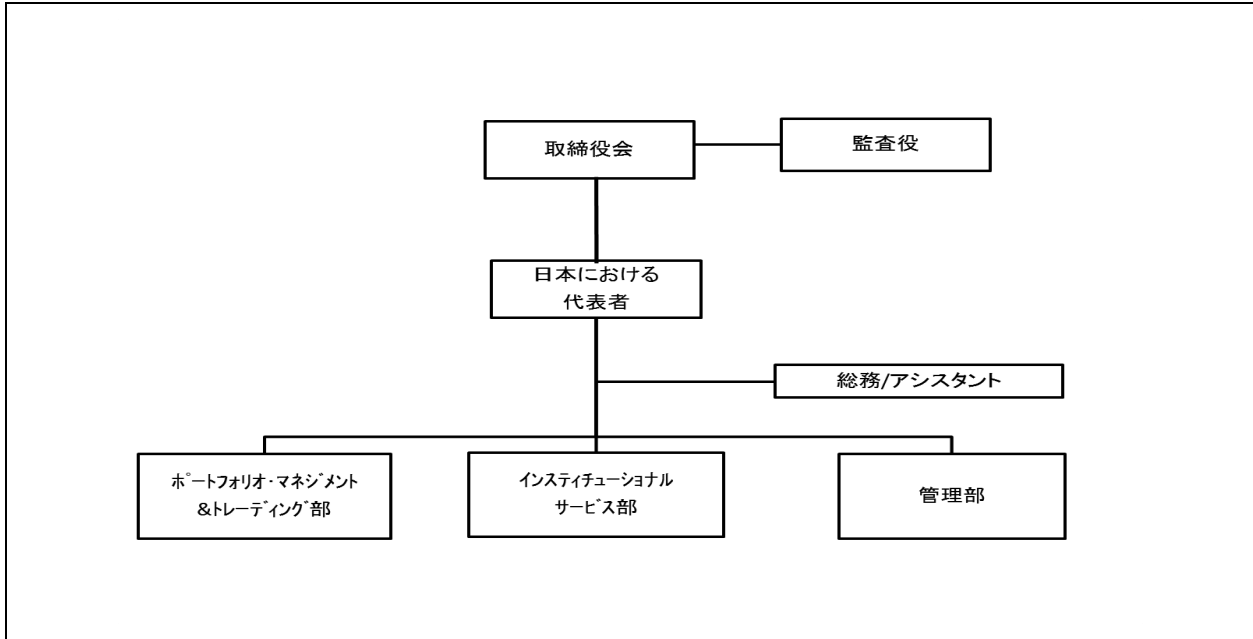 取締役会
監査役
日本における
代表者
総務/アシスタント
ポートフォリオ・マネジメント
&トレーディング部
インスティチューショナル
サービス部
管理部